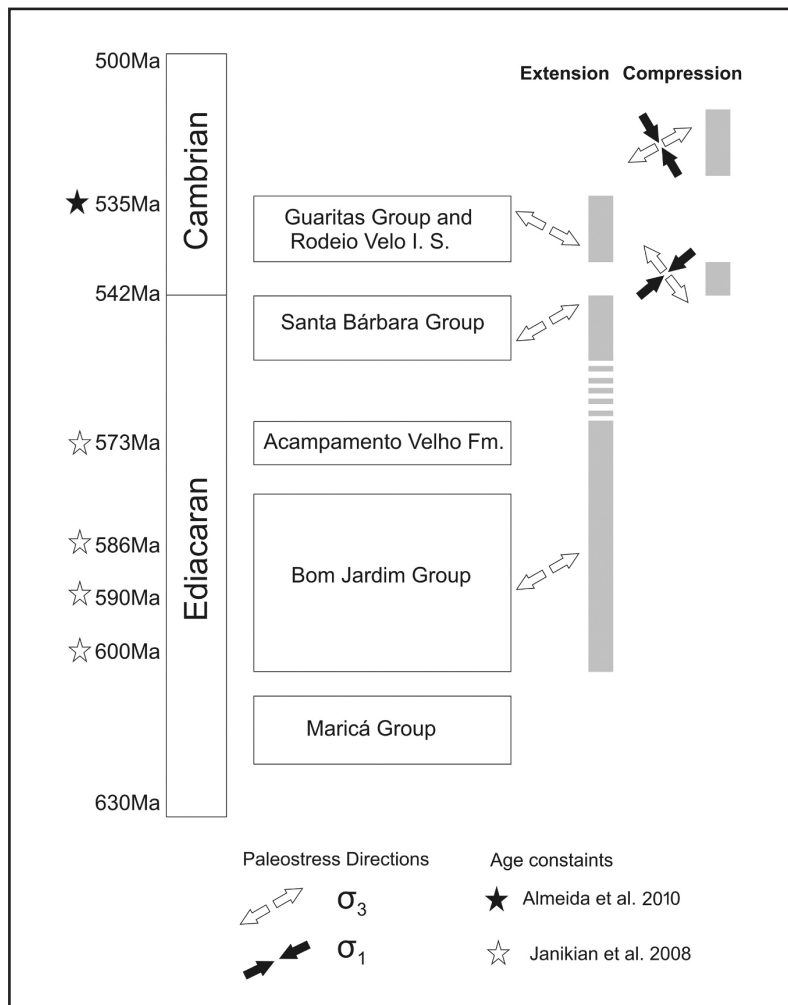 500Ma
Extension Compression
Cambrian
535Ma
Guaritas Group and
Rodeio Velo I. S.
542Ma
Santa Bárbara Group
573Ma
Acampamento Velho Fm.
Ediacaran
586Ma
Bom Jardim Group
590Ma
600Ma
Maricá Group
630Ma
Paleostress Directions
σ3
σ1
Age constaints
Almeida et al. 2010
Janikian et al. 2008